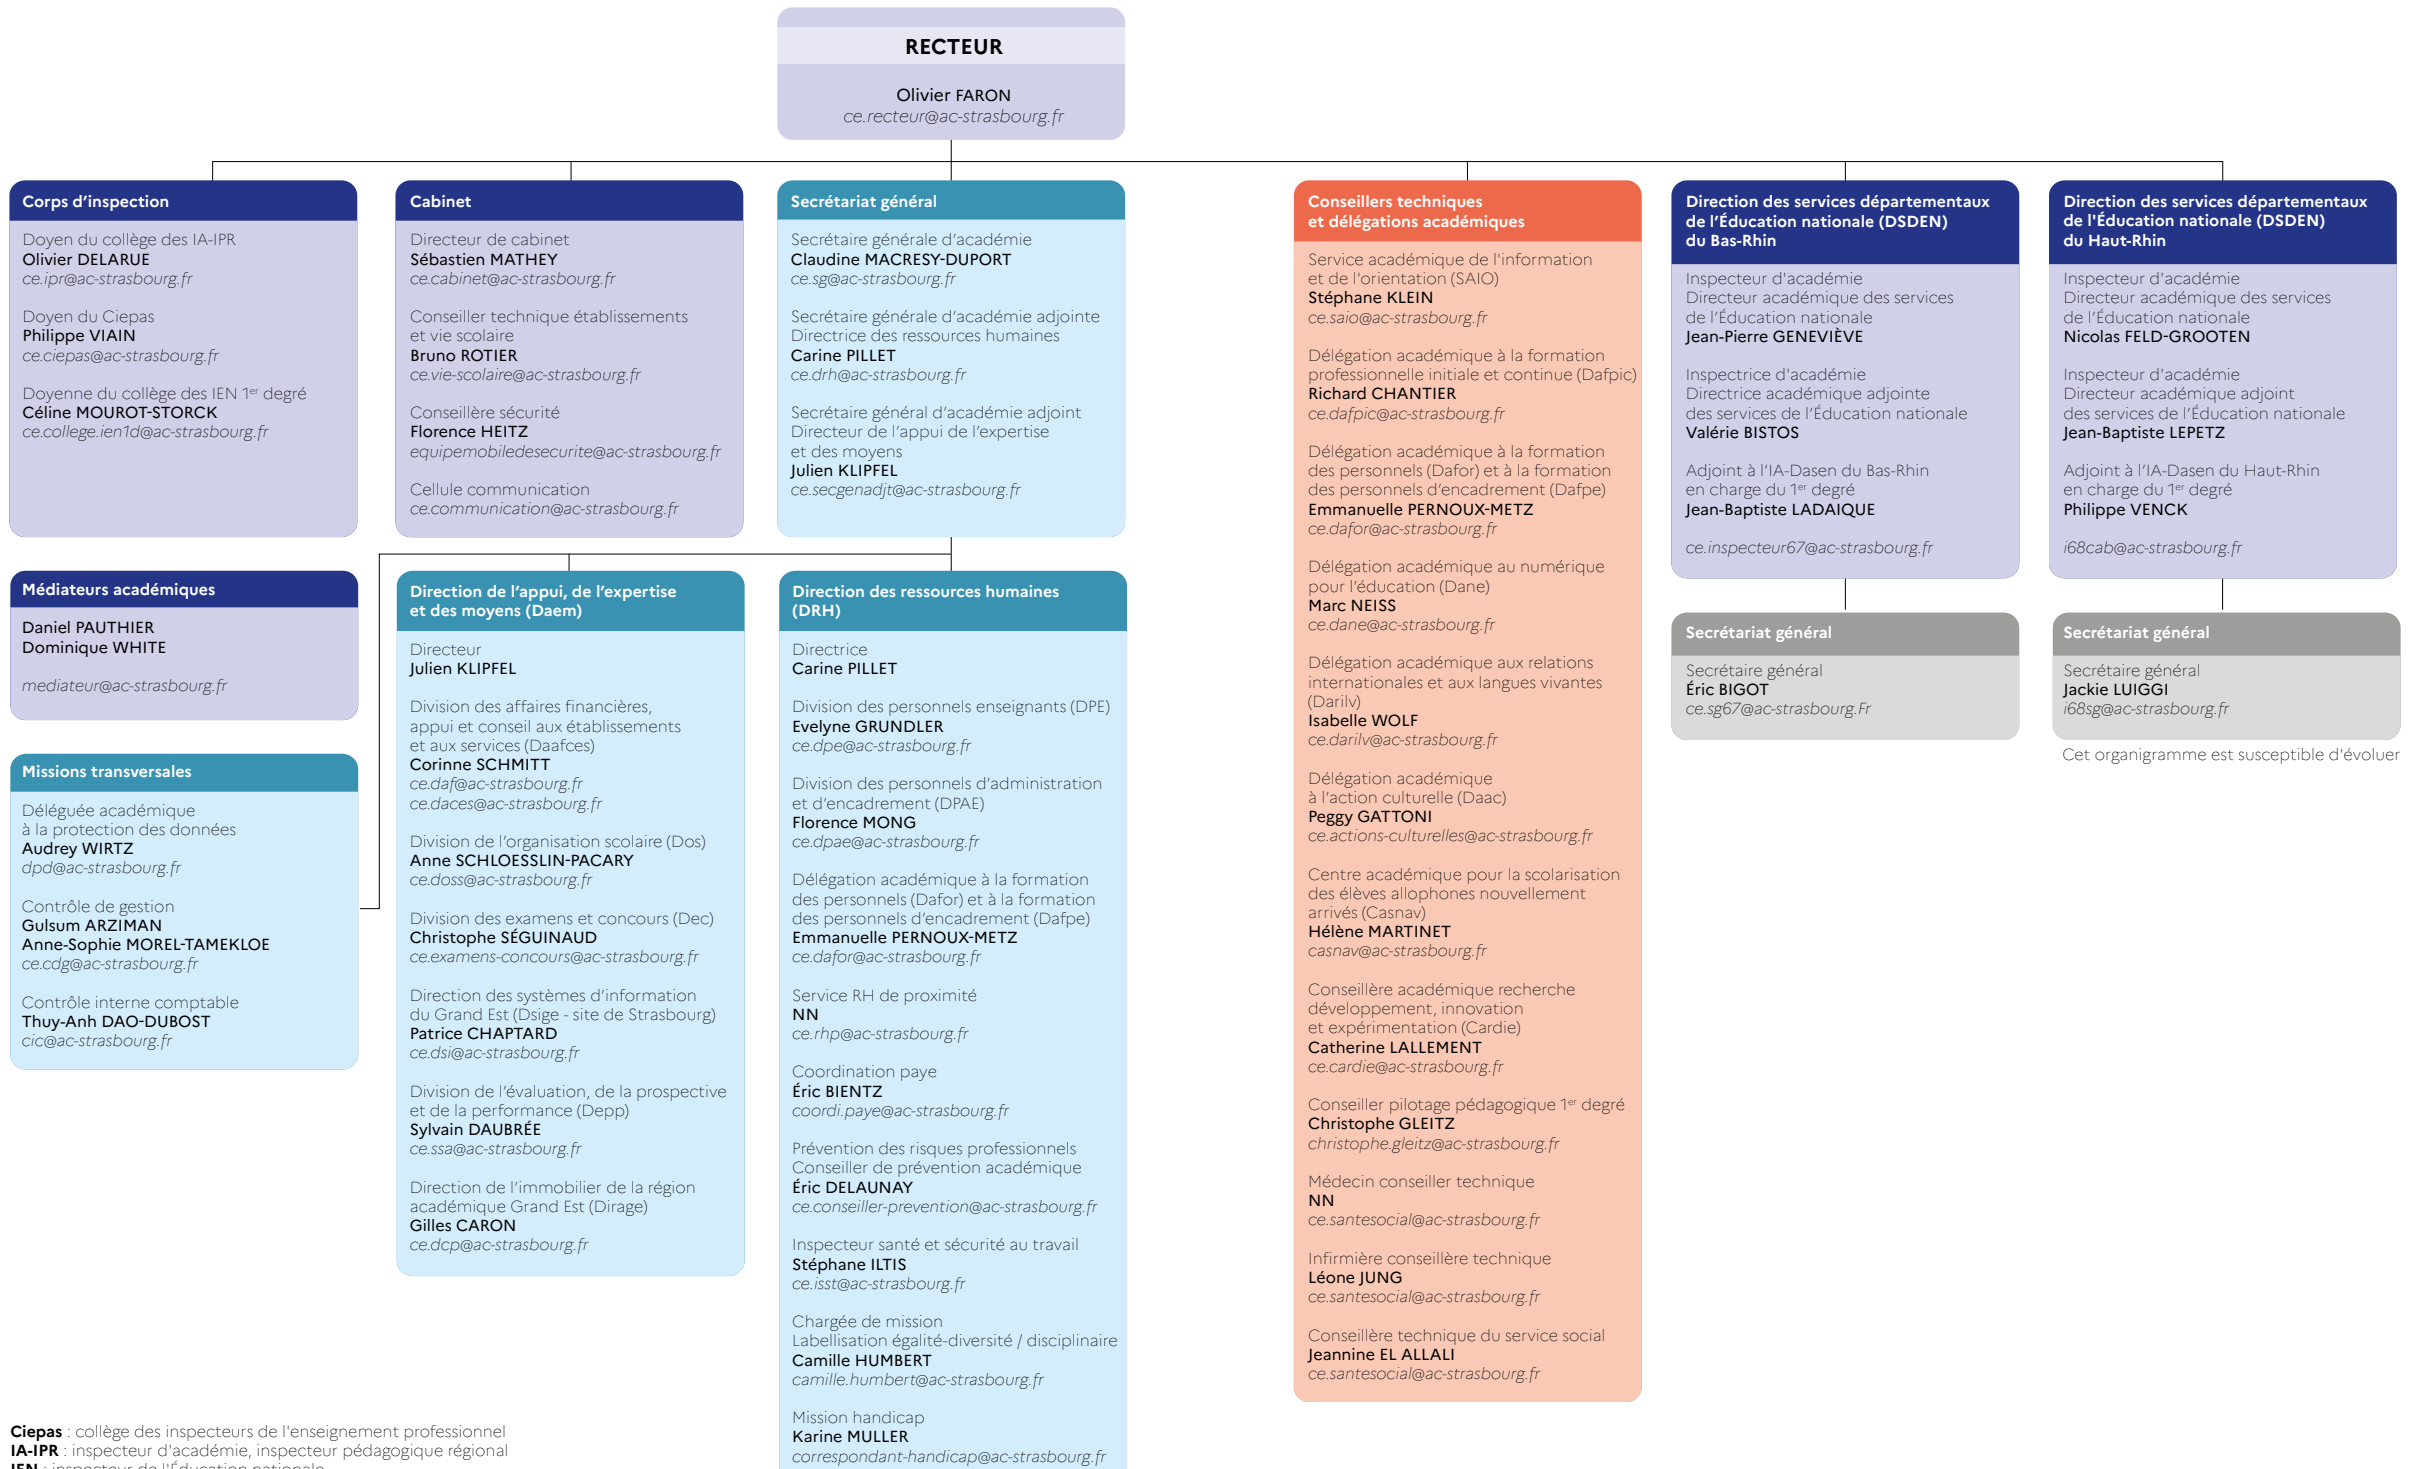 RECTEUR
Olivier FARON
ce.recteur@ac-strasbourg.fr
Corps d’inspection
Doyen du collège des IA-IPR
Olivier DELARUE
ce.ipr@ac-strasbourg.fr
Doyen du Ciepas
Philippe VIAIN
ce.ciepas@ac-strasbourg.fr
Doyenne du collège des IEN 1er degré
Céline MOUROT-STORCK
ce.college.ien1d@ac-strasbourg.fr
Cabinet
Directeur de cabinet
Sébastien MATHEY
ce.cabinet@ac-strasbourg.fr
Conseiller technique établissements
et vie scolaire
Bruno ROTIER
ce.vie-scolaire@ac-strasbourg.fr
Conseillère sécurité
Florence HEITZ
equipemobiledesecurite@ac-strasbourg.fr
Cellule communication
ce.communication@ac-strasbourg.fr
Secrétariat général
Secrétaire générale d’académie
Claudine MACRESY-DUPORT
ce.sg@ac-strasbourg.fr
Secrétaire générale d’académie adjointe
Directrice des ressources humaines
Carine PILLET
ce.drh@ac-strasbourg.fr
Secrétaire général d’académie adjoint
Directeur de l’appui de l’expertise
et des moyens
Julien KLIPFEL
ce.secgenadjt@ac-strasbourg.fr
Conseillers techniques
et délégations académiques
Service académique de l'information
et de l'orientation (SAIO)
Stéphane KLEIN
ce.saio@ac-strasbourg.fr
Délégation académique à la formation
professionnelle initiale et continue (Dafpic)
Richard CHANTIER
ce.dafpic@ac-strasbourg.fr
Délégation académique à la formation
des personnels (Dafor) et à la formation
des personnels d’encadrement (Dafpe)
Emmanuelle PERNOUX-METZ
ce.dafor@ac-strasbourg.fr
Délégation académique au numérique
pour l’éducation (Dane)
Marc NEISS
ce.dane@ac-strasbourg.fr
Délégation académique aux relations
internationales et aux langues vivantes
(Darilv)
Isabelle WOLF
ce.darilv@ac-strasbourg.fr
Délégation académique
à l’action culturelle (Daac)
Peggy GATTONI
ce.actions-culturelles@ac-strasbourg.fr
Centre académique pour la scolarisation
des élèves allophones nouvellement
arrivés (Casnav)
Hélène MARTINET
casnav@ac-strasbourg.fr
Conseillère académique recherche
développement, innovation
et expérimentation (Cardie)
Catherine LALLEMENT
ce.cardie@ac-strasbourg.fr
Conseiller pilotage pédagogique 1er degré
Christophe GLEITZ
christophe.gleitz@ac-strasbourg.fr
Médecin conseiller technique
NN
ce.santesocial@ac-strasbourg.fr
Infirmière conseillère technique
Léone JUNG
ce.santesocial@ac-strasbourg.fr
Conseillère technique du service social
Jeannine EL ALLALI
ce.santesocial@ac-strasbourg.fr
Direction des services départementaux
de l’Éducation nationale (DSDEN)
du Bas-Rhin
Inspecteur d'académie
Directeur académique des services
de l’Éducation nationale
Jean-Pierre GENEVIÈVE
Inspectrice d’académie
Directrice académique adjointe
des services de l’Éducation nationale
Valérie BISTOS
Adjoint à l’IA-Dasen du Bas-Rhin
en charge du 1er degré
Jean-Baptiste LADAIQUE
ce.inspecteur67@ac-strasbourg.fr
Secrétariat général
Secrétaire général
Éric BIGOT
ce.sg67@ac-strasbourg.Fr
Direction des services départementaux
de l'Éducation nationale (DSDEN)
du Haut-Rhin
Inspecteur d'académie
Directeur académique des services
de l’Éducation nationale
Nicolas FELD-GROOTEN
Inspecteur d'académie
Directeur académique adjoint
des services de l’Éducation nationale
Jean-Baptiste LEPETZ
Adjoint à l’IA-Dasen du Haut-Rhin
en charge du 1er degré
Philippe VENCK
i68cab@ac-strasbourg.fr
Secrétariat général
Secrétaire général
Jackie LUIGGI
i68sg@ac-strasbourg.fr
Cet organigramme est susceptible d'évoluer
Médiateurs académiques
Daniel PAUTHIER
Dominique WHITE
mediateur@ac-strasbourg.fr
Missions transversales
Déléguée académique
à la protection des données
Audrey WIRTZ
dpd@ac-strasbourg.fr
Contrôle de gestion
Gulsum ARZIMAN
Anne-Sophie MOREL-TAMEKLOE
ce.cdg@ac-strasbourg.fr
Contrôle interne comptable
Thuy-Anh DAO-DUBOST
cic@ac-strasbourg.fr
Direction de l’appui, de l’expertise
et des moyens (Daem)
Directeur
Julien KLIPFEL
Division des affaires financières,
appui et conseil aux établissements
et aux services (Daafces)
Corinne SCHMITT
ce.daf@ac-strasbourg.fr
ce.daces@ac-strasbourg.fr
Division de l’organisation scolaire (Dos)
Anne SCHLOESSLIN-PACARY
ce.doss@ac-strasbourg.fr
Division des examens et concours (Dec)
Christophe SÉGUINAUD
ce.examens-concours@ac-strasbourg.fr
Direction des systèmes d’information
du Grand Est (Dsige - site de Strasbourg)
Patrice CHAPTARD
ce.dsi@ac-strasbourg.fr
Division de l’évaluation, de la prospective
et de la performance (Depp)
Sylvain DAUBRÉE
ce.ssa@ac-strasbourg.fr
Direction de l’immobilier de la région
académique Grand Est (Dirage)
Gilles CARON
ce.dcp@ac-strasbourg.fr
Direction des ressources humaines
(DRH)
Directrice
Carine PILLET
Division des personnels enseignants (DPE)
Evelyne GRUNDLER
ce.dpe@ac-strasbourg.fr
Division des personnels d’administration
et d’encadrement (DPAE)
Florence MONG
ce.dpae@ac-strasbourg.fr
Délégation académique à la formation
des personnels (Dafor) et à la formation
des personnels d’encadrement (Dafpe)
Emmanuelle PERNOUX-METZ
ce.dafor@ac-strasbourg.fr
Service RH de proximité
NN
ce.rhp@ac-strasbourg.fr
Coordination paye
Éric BIENTZ
coordi.paye@ac-strasbourg.fr
Prévention des risques professionnels
Conseiller de prévention académique
Éric DELAUNAY
ce.conseiller-prevention@ac-strasbourg.fr
Inspecteur santé et sécurité au travail
Stéphane ILTIS
ce.isst@ac-strasbourg.fr
Chargée de mission
Labellisation égalité-diversité / disciplinaire
Camille HUMBERT
camille.humbert@ac-strasbourg.fr
Mission handicap
Karine MULLER
correspondant-handicap@ac-strasbourg.fr
Ciepas : collège des inspecteurs de l'enseignement professionnel
IA-IPR : inspecteur d'académie, inspecteur pédagogique régional
IEN : inspecteur de l'Éducation nationale